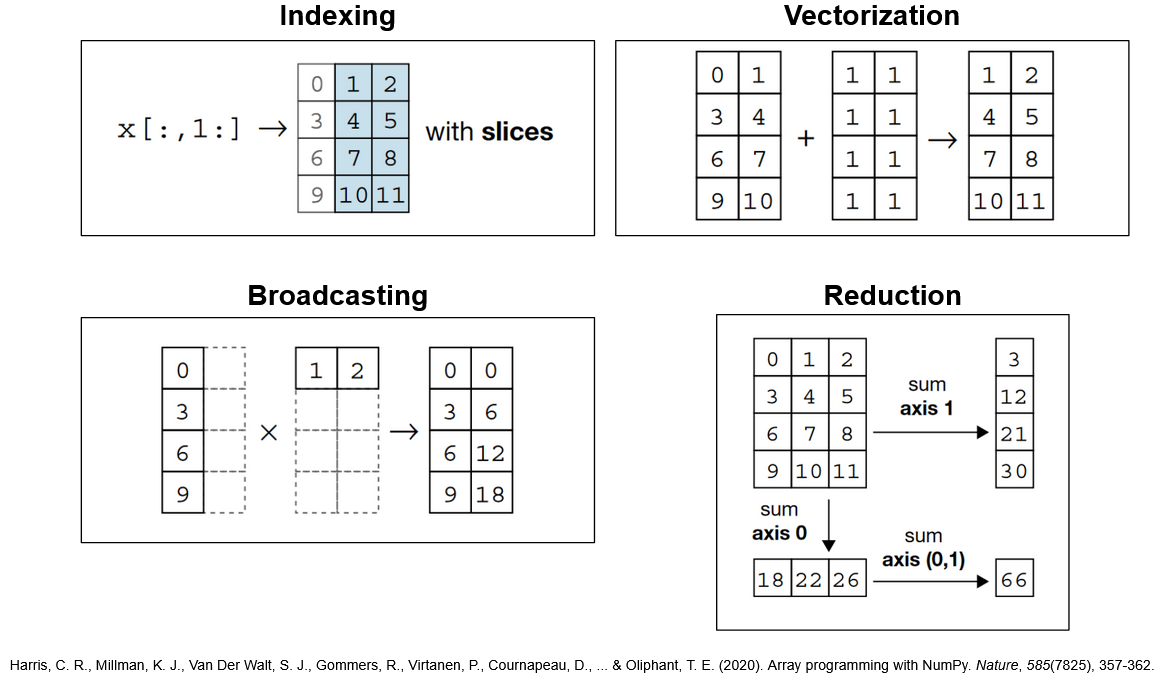 Indexing
x[:,1:] → 0 1 2
3 4 5
6 7 8
9 10 11
with slices
Vectorization
0 1
3 4
6 7
9 10
+
1 1
1 1
1 1
1 1
→
1 2
4 5
7 8
10 11
Broadcasting
0
3
6
9
×
1 2
→
0 0
3 6
6 12
9 18
Reduction
0 1 2
3 4 5
6 7 8
9 10 11
sum
axis 1
3
12
21
30
sum
axis 0
18 22 26
sum
axis (0,1)
66
Harris, C. R., Millman, K. J., Van Der Walt, S. J., Gommers, R., Virtanen, P., Cournapeau, D., ... & Oliphant, T. E. (2020). Array programming with NumPy. Nature, 585(7825), 357-362.